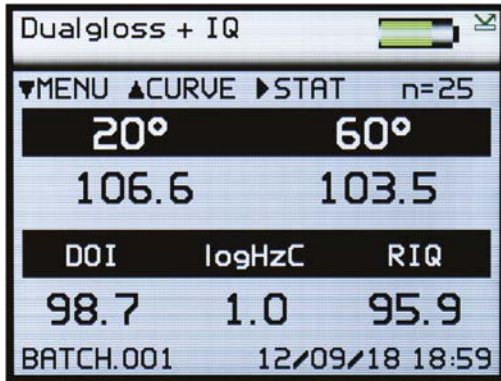 Dualgloss + IQ
▼MENU ▲CURVE ▶STAT n=25
20° 60°
106.6 103.5
DOI logHzC RIQ
98.7 1.0 95.9
BATCH.001 12/09/18 18:59